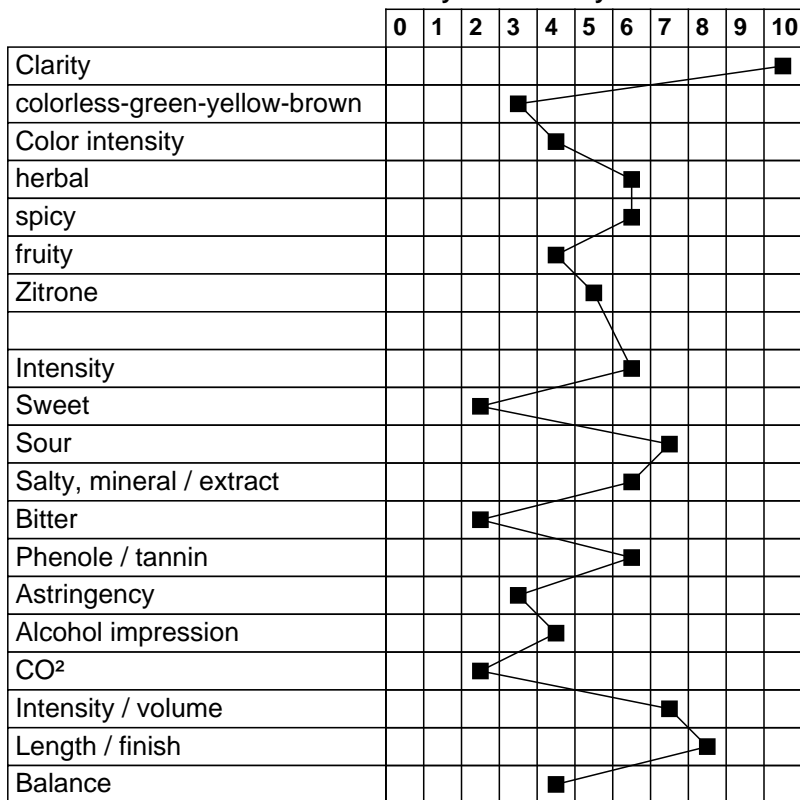 0 1 2 3 4 5 6 7 8 9 10
Clarity
colorless-green-yellow-brown
Color intensity
herbal
spicy
fruity
Zitrone
Intensity
Sweet
Sour
Salty, mineral / extract
Bitter
Phenole / tannin
Astringency
Alcohol impression
CO²
Intensity / volume
Length / finish
Balance